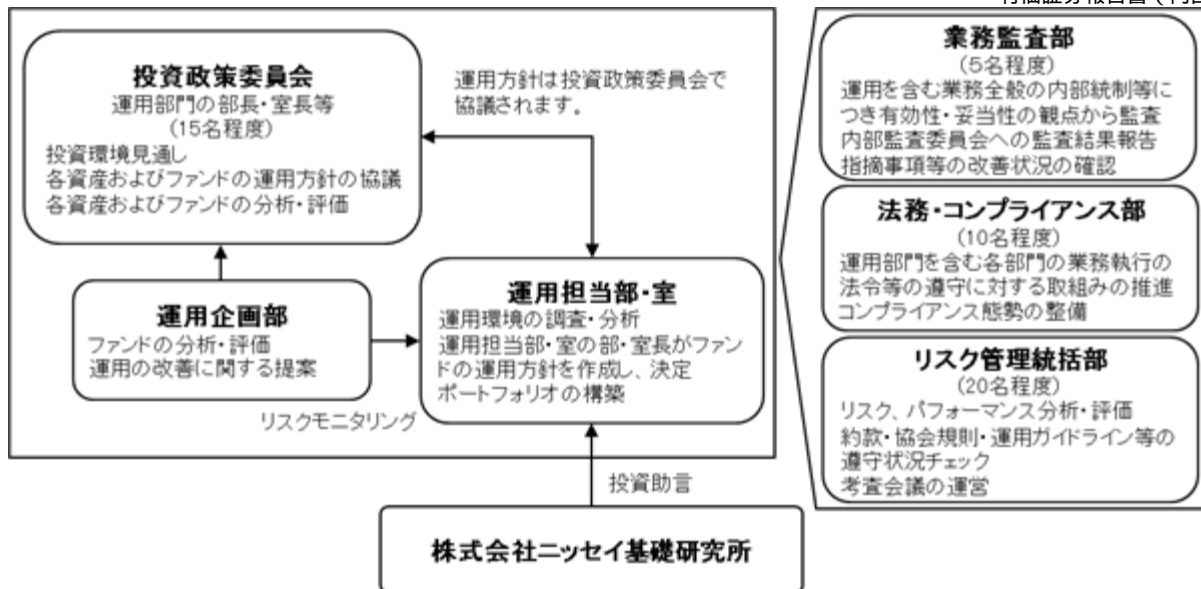 投資政策委員会
運用部門の部長・室長等
(15名程度)
投資環境見通し
各資産およびファンドの運用方針の協議
各資産およびファンドの分析・評価
運用方針は投資政策委員会で
協議されます。
運用企画部
ファンドの分析・評価
運用の改善に関する提案
運用担当部・室
運用環境の調査・分析
運用担当部・室の部・室長がファン
ドの運用方針を作成し、決定
ポートフォリオの構築
リスクモニタリング
投資助言
株式会社ニッセイ基礎研究所
業務監査部
(5名程度)
運用を含む業務全般の内部統制等に
つき有効性・妥当性の観点から監査
内部監査委員会への監査結果報告
指摘事項等の改善状況の確認
法務・コンプライアンス部
(10名程度)
運用部門を含む各部門の業務執行の
法令等の遵守に対する取組みの推進
コンプライアンス態勢の整備
リスク管理統括部
(20名程度)
リスク、パフォーマンス分析・評価
約款・協会規則・運用ガイドライン等の
遵守状況チェック
考査会議の運営